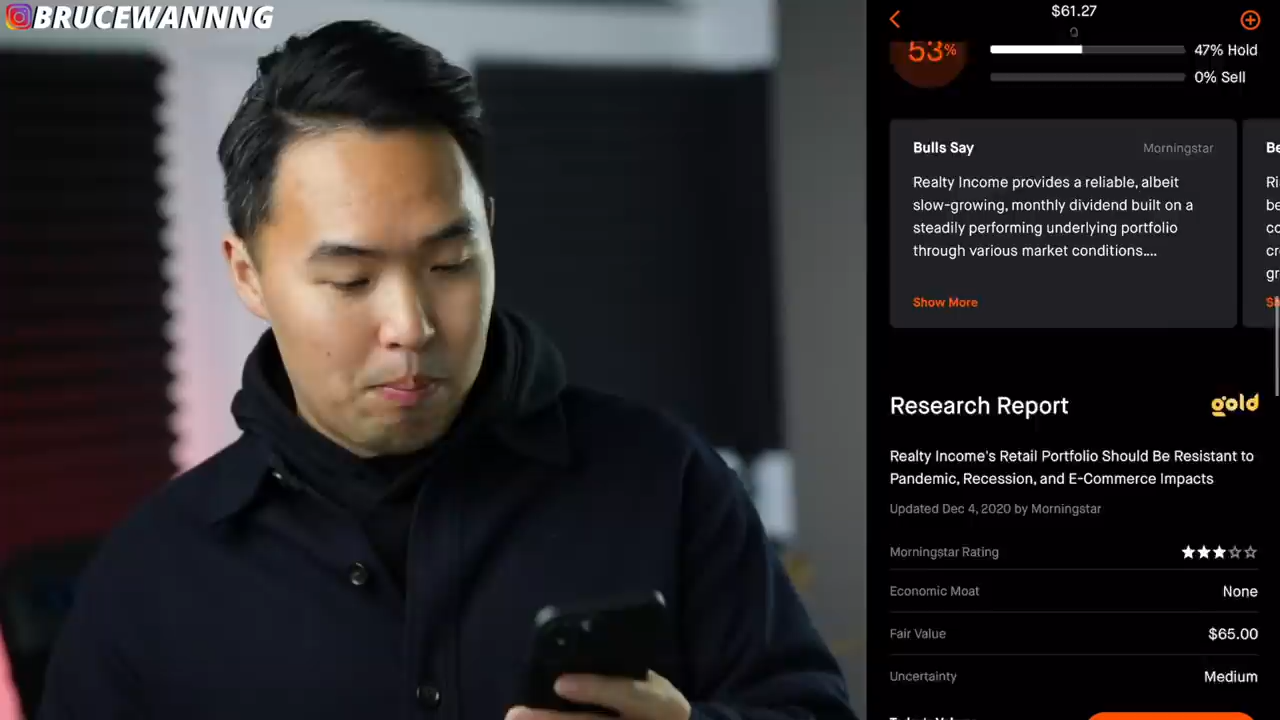 BRUCEWANNNG
$61.27
53%
47% Hold
0% Sell
Bulls Say
Morningstar
Realty Income provides a reliable, albeit
slow-growing, monthly dividend built on a
steadily performing underlying portfolio
through various market conditions....
Show More
Research Report
gold
Realty Income's Retail Portfolio Should Be Resistant to
Pandemic, Recession, and E-Commerce Impacts
Updated Dec 4, 2020 by Morningstar
Morningstar Rating
Economic Moat
None
Fair Value
$65.00
Uncertainty
Medium